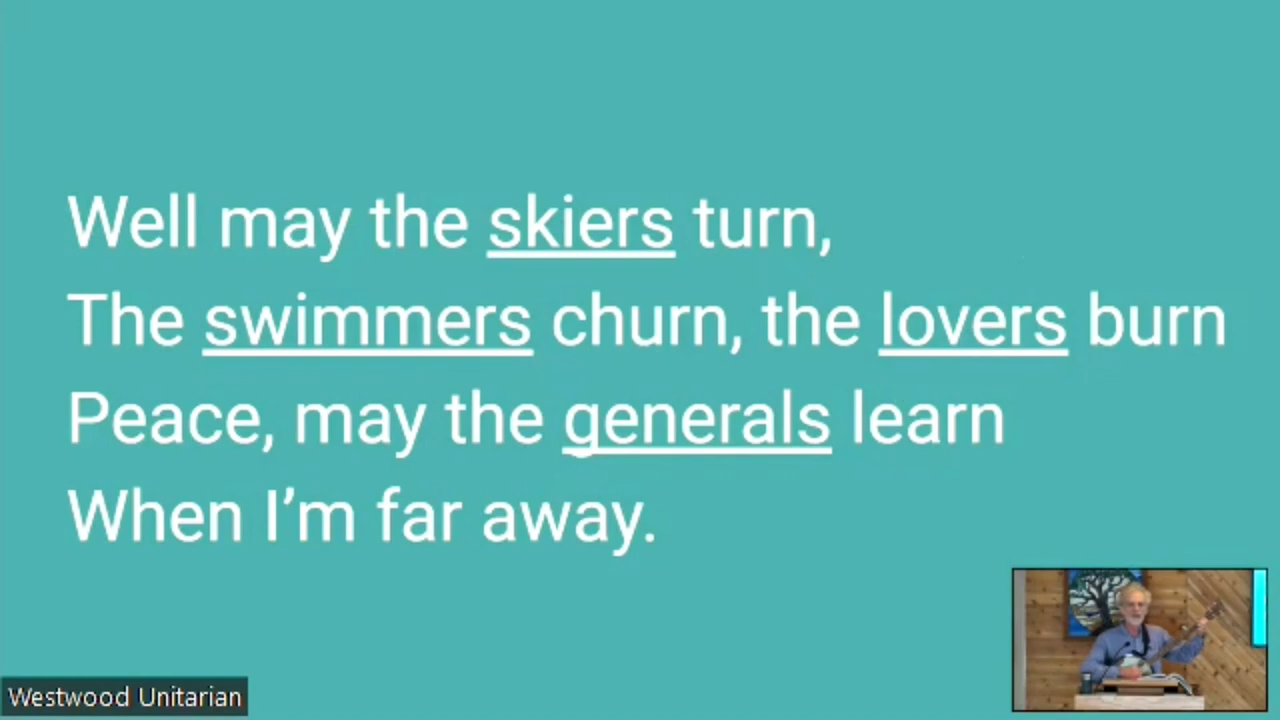 Well may the skiers turn,
The swimmers churn, the lovers burn
Peace, may the generals learn
When I’m far away.
Westwood Unitarian